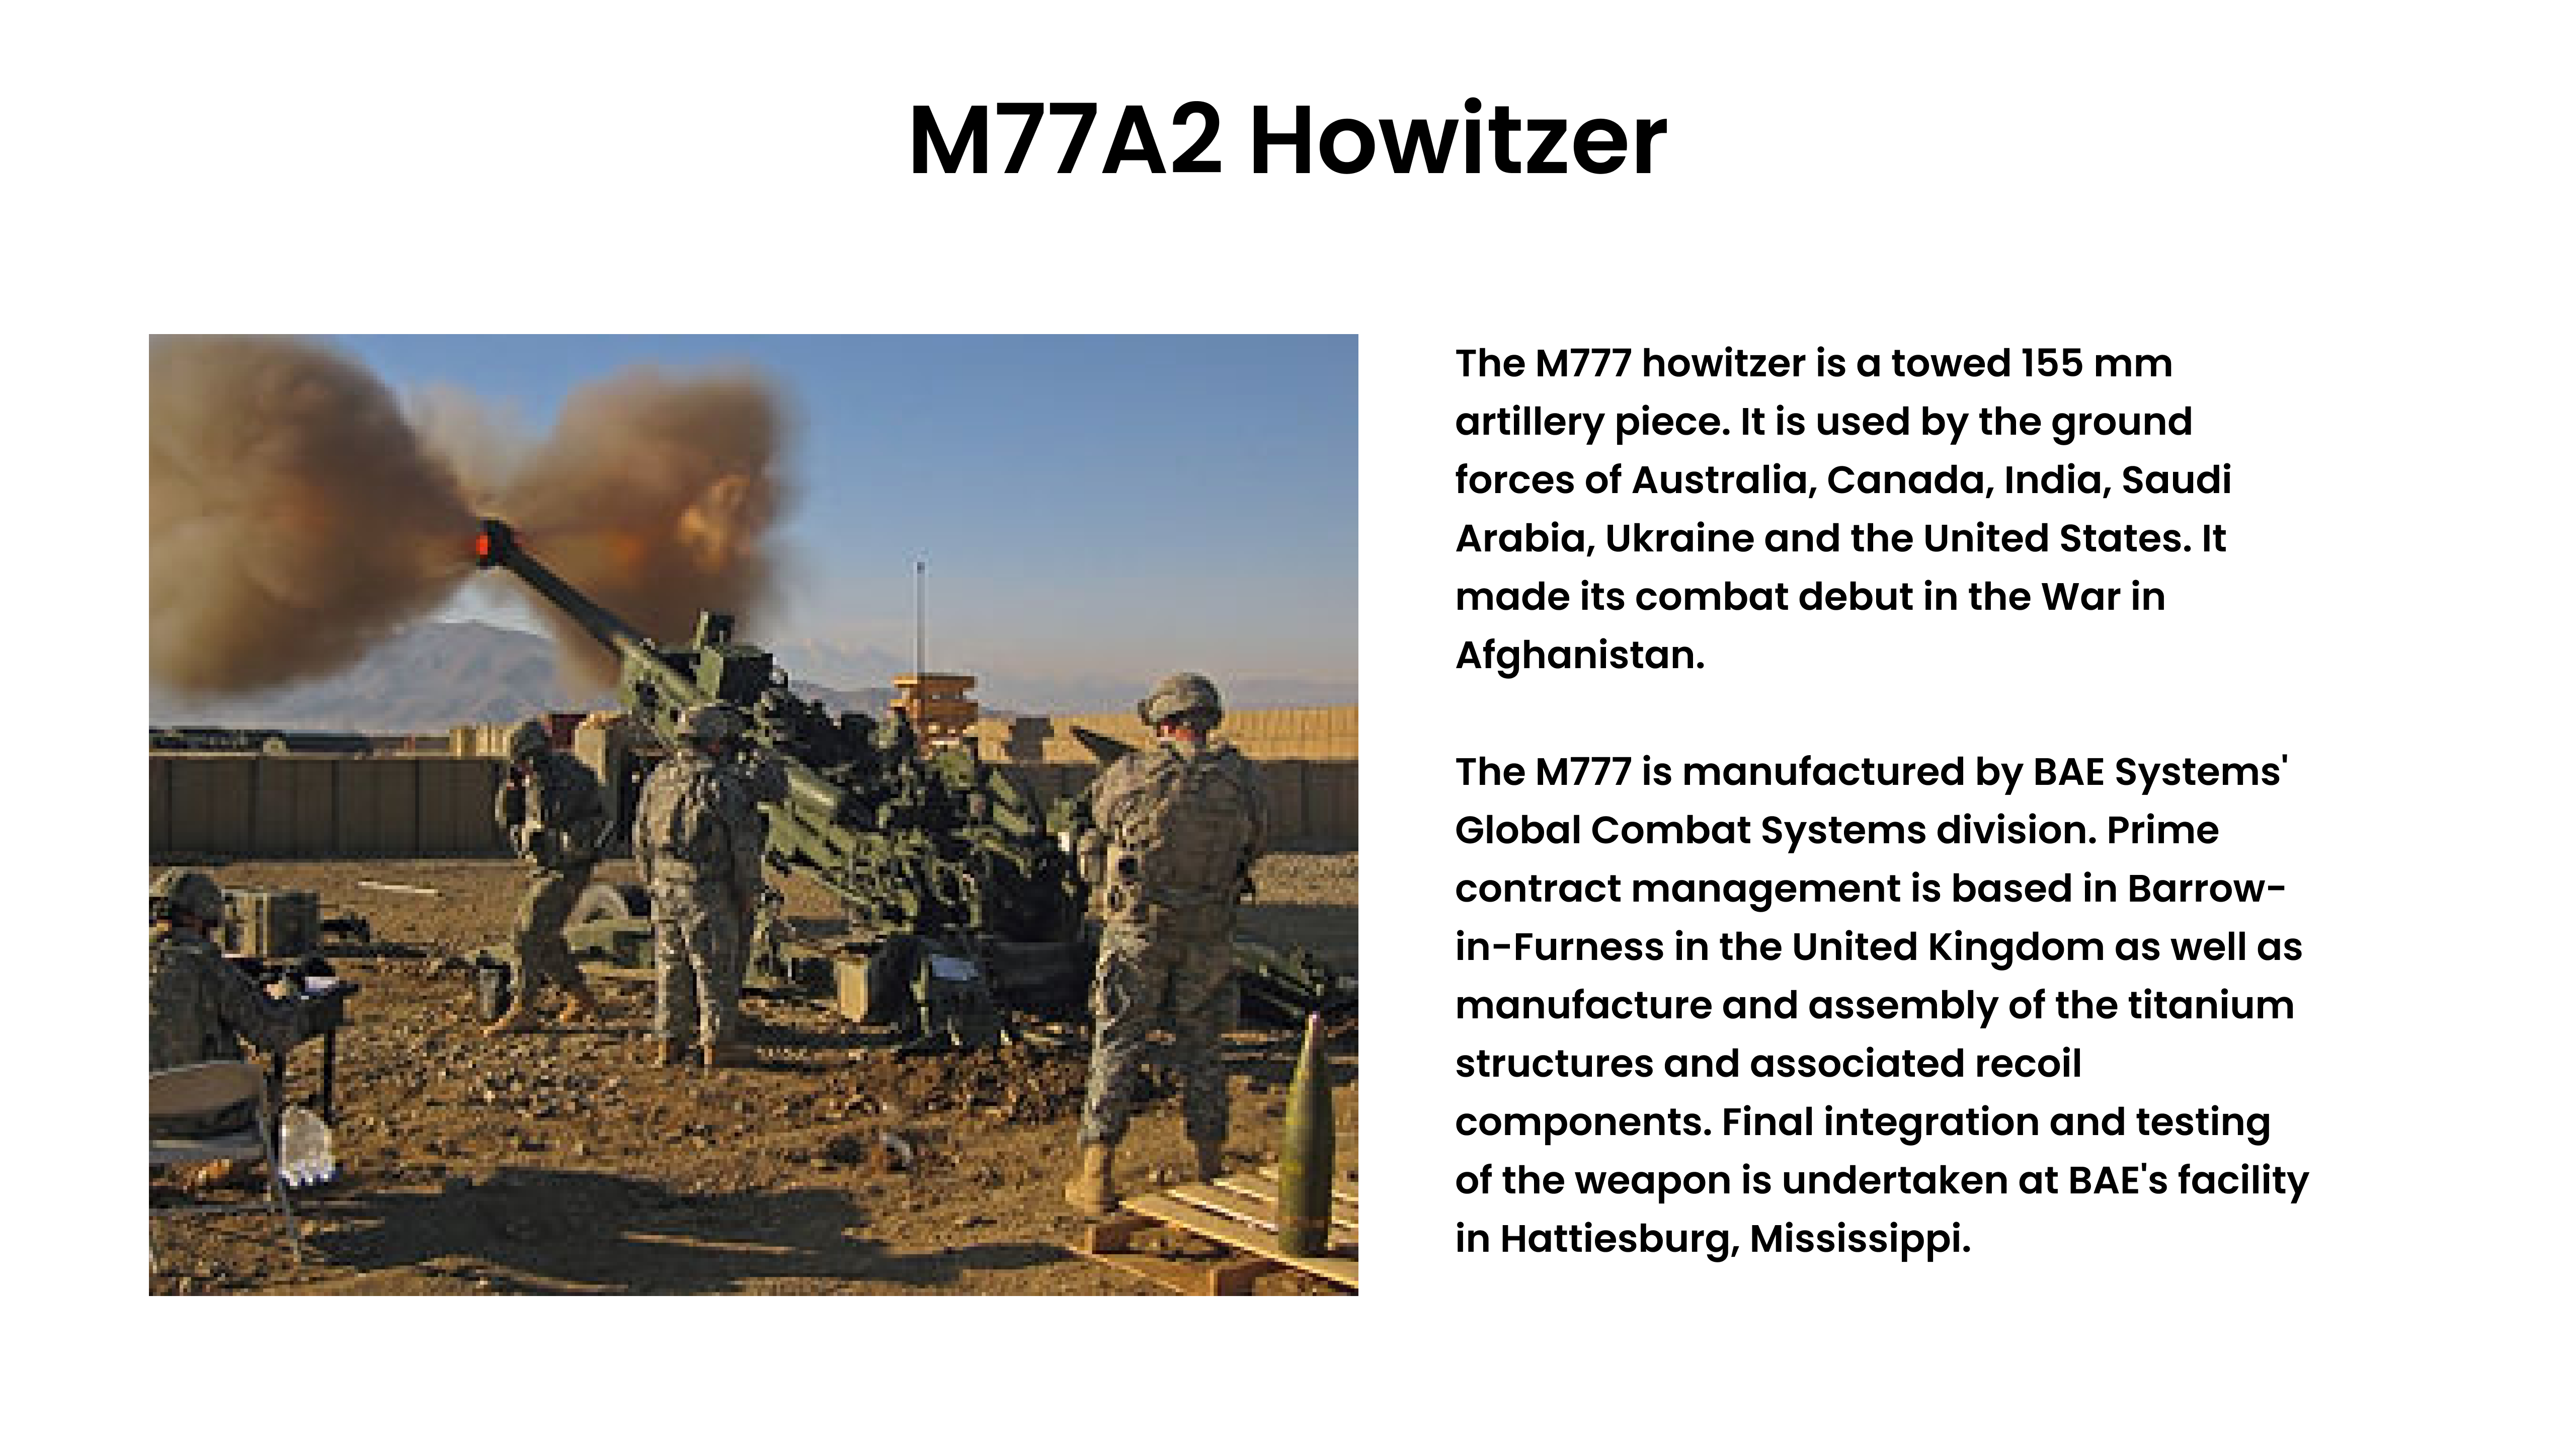 M77A2 Howitzer
The M777 howitzer is a towed 155 mm
artillery piece. It is used by the ground
forces of Australia, Canada, India, Saudi
Arabia, Ukraine and the United States. It
made its combat debut in the War in
Afghanistan.
The M777 is manufactured by BAE Systems'
Global Combat Systems division. Prime
contract management is based in Barrow-
in-Furness in the United Kingdom as well as
manufacture and assembly of the titanium
structures and associated recoil
components. Final integration and testing
of the weapon is undertaken at BAE's facility
in Hattiesburg, Mississippi.